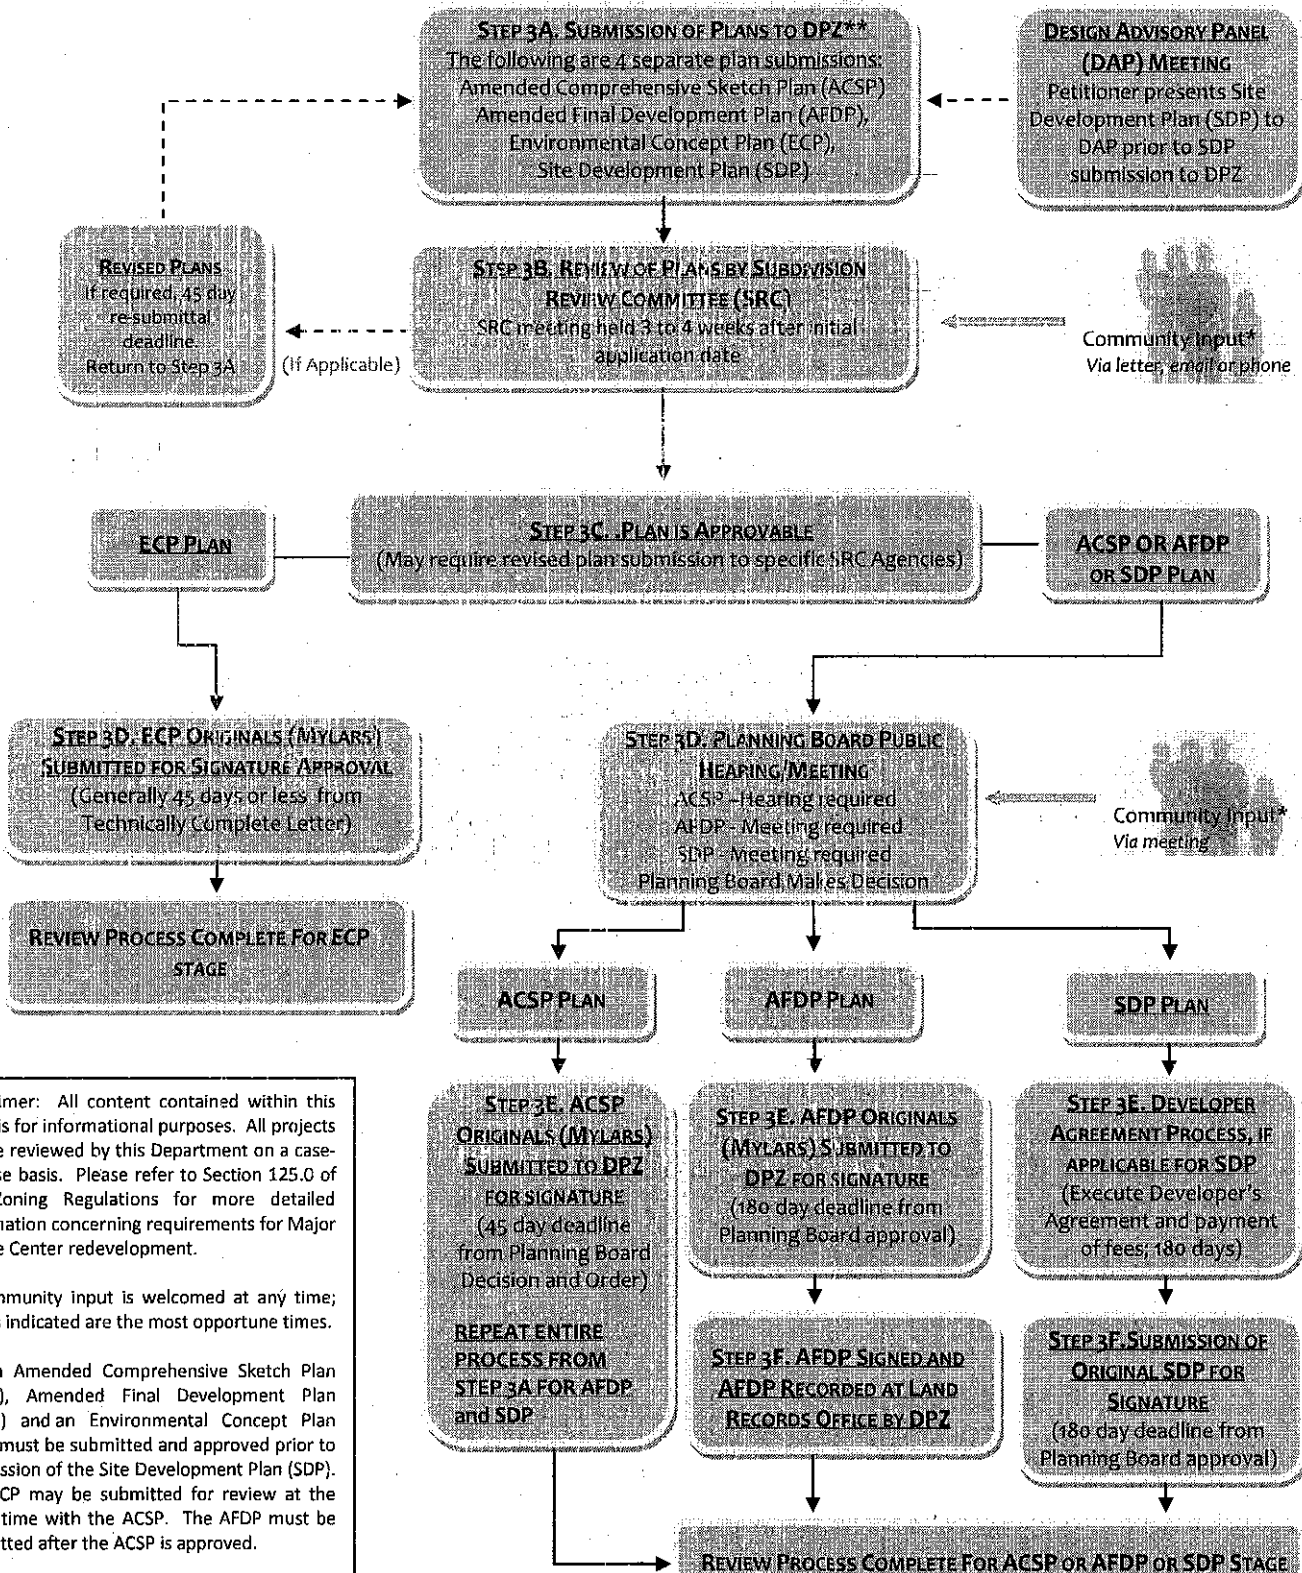 STEP 3A. SUBMISSION OF PLANS TO DPZ**
The following are 4 separate plan submissions:
Amended Comprehensive Sketch Plan (ACSP)
Amended Final Development Plan (AFDP),
Environmental Concept Plan (ECP),
Site Development Plan (SDP)
DESIGN ADVISORY PANEL
(DAP) MEETING
Petitioner presents Site
Development Plan (SDP) to
DAP prior to SDP
submission to DPZ
REVISED PLANS
If required, 45 day
re-submittal
deadline.
Return to Step 3A
(If Applicable)
STEP 3B. REVIEW OF PLANS BY SUBDIVISION
REVIEW COMMITTEE (SRC)
SRC meeting held 3 to 4 weeks after initial
application date
Community Input*
Via letter, email or phone
ECP PLAN
STEP 3C. .PLAN IS APPROVABLE
(May require revised plan submission to specific SRC Agencies)
ACSP OR AFDP
OR SDP PLAN
STEP 3D. ECP ORIGINALS (MYLARS)
SUBMITTED FOR SIGNATURE APPROVAL
(Generally 45 days or less from
Technically Complete Letter)
STEP 3D. PLANNING BOARD PUBLIC
HEARING/MEETING
ACSP - Hearing required
AFDP - Meeting required
SDP - Meeting required
Planning Board Makes Decision
Community Input*
Via meeting
REVIEW PROCESS COMPLETE FOR ECP
STAGE
ACSP PLAN
AFDP PLAN
SDP PLAN
STEP 3E. ACSP
ORIGINALS (MYLARS)
SUBMITTED TO DPZ
FOR SIGNATURE
(45 day deadline
from Planning Board
Decision and Order)
REPEAT ENTIRE
PROCESS FROM
STEP 3A FOR AFDP
and SDP
STEP 3E. AFDP ORIGINALS
(MYLARS) SUBMITTED TO
DPZ FOR SIGNATURE
(180 day deadline from
Planning Board approval)
STEP 3F. AFDP SIGNED AND
AFDP RECORDED AT LAND
RECORDS OFFICE BY DPZ
STEP 3E. DEVELOPER
AGREEMENT PROCESS, IF
APPLICABLE FOR SDP
(Execute Developer's
Agreement and payment
of fees; 180 days)
STEP 3F. SUBMISSION OF
ORIGINAL SDP FOR
SIGNATURE
(180 day deadline from
Planning Board approval)
REVIEW PROCESS COMPLETE FOR ACSP OR AFDP OR SDP STAGE
imer: All content contained within this
is for informational purposes. All projects
e reviewed by this Department on a case-
se basis. Please refer to Section 125.0 of
Zoning Regulations for more detailed
nation concerning requirements for Major
e Center redevelopment.
mmunity input is welcomed at any time;
s indicated are the most opportune times.
n Amended Comprehensive Sketch Plan
), Amended Final Development Plan
) and an Environmental Concept Plan
must be submitted and approved prior to
ssion of the Site Development Plan (SDP).
CP may be submitted for review at the
time with the ACSP. The AFDP must be
tted after the ACSP is approved.